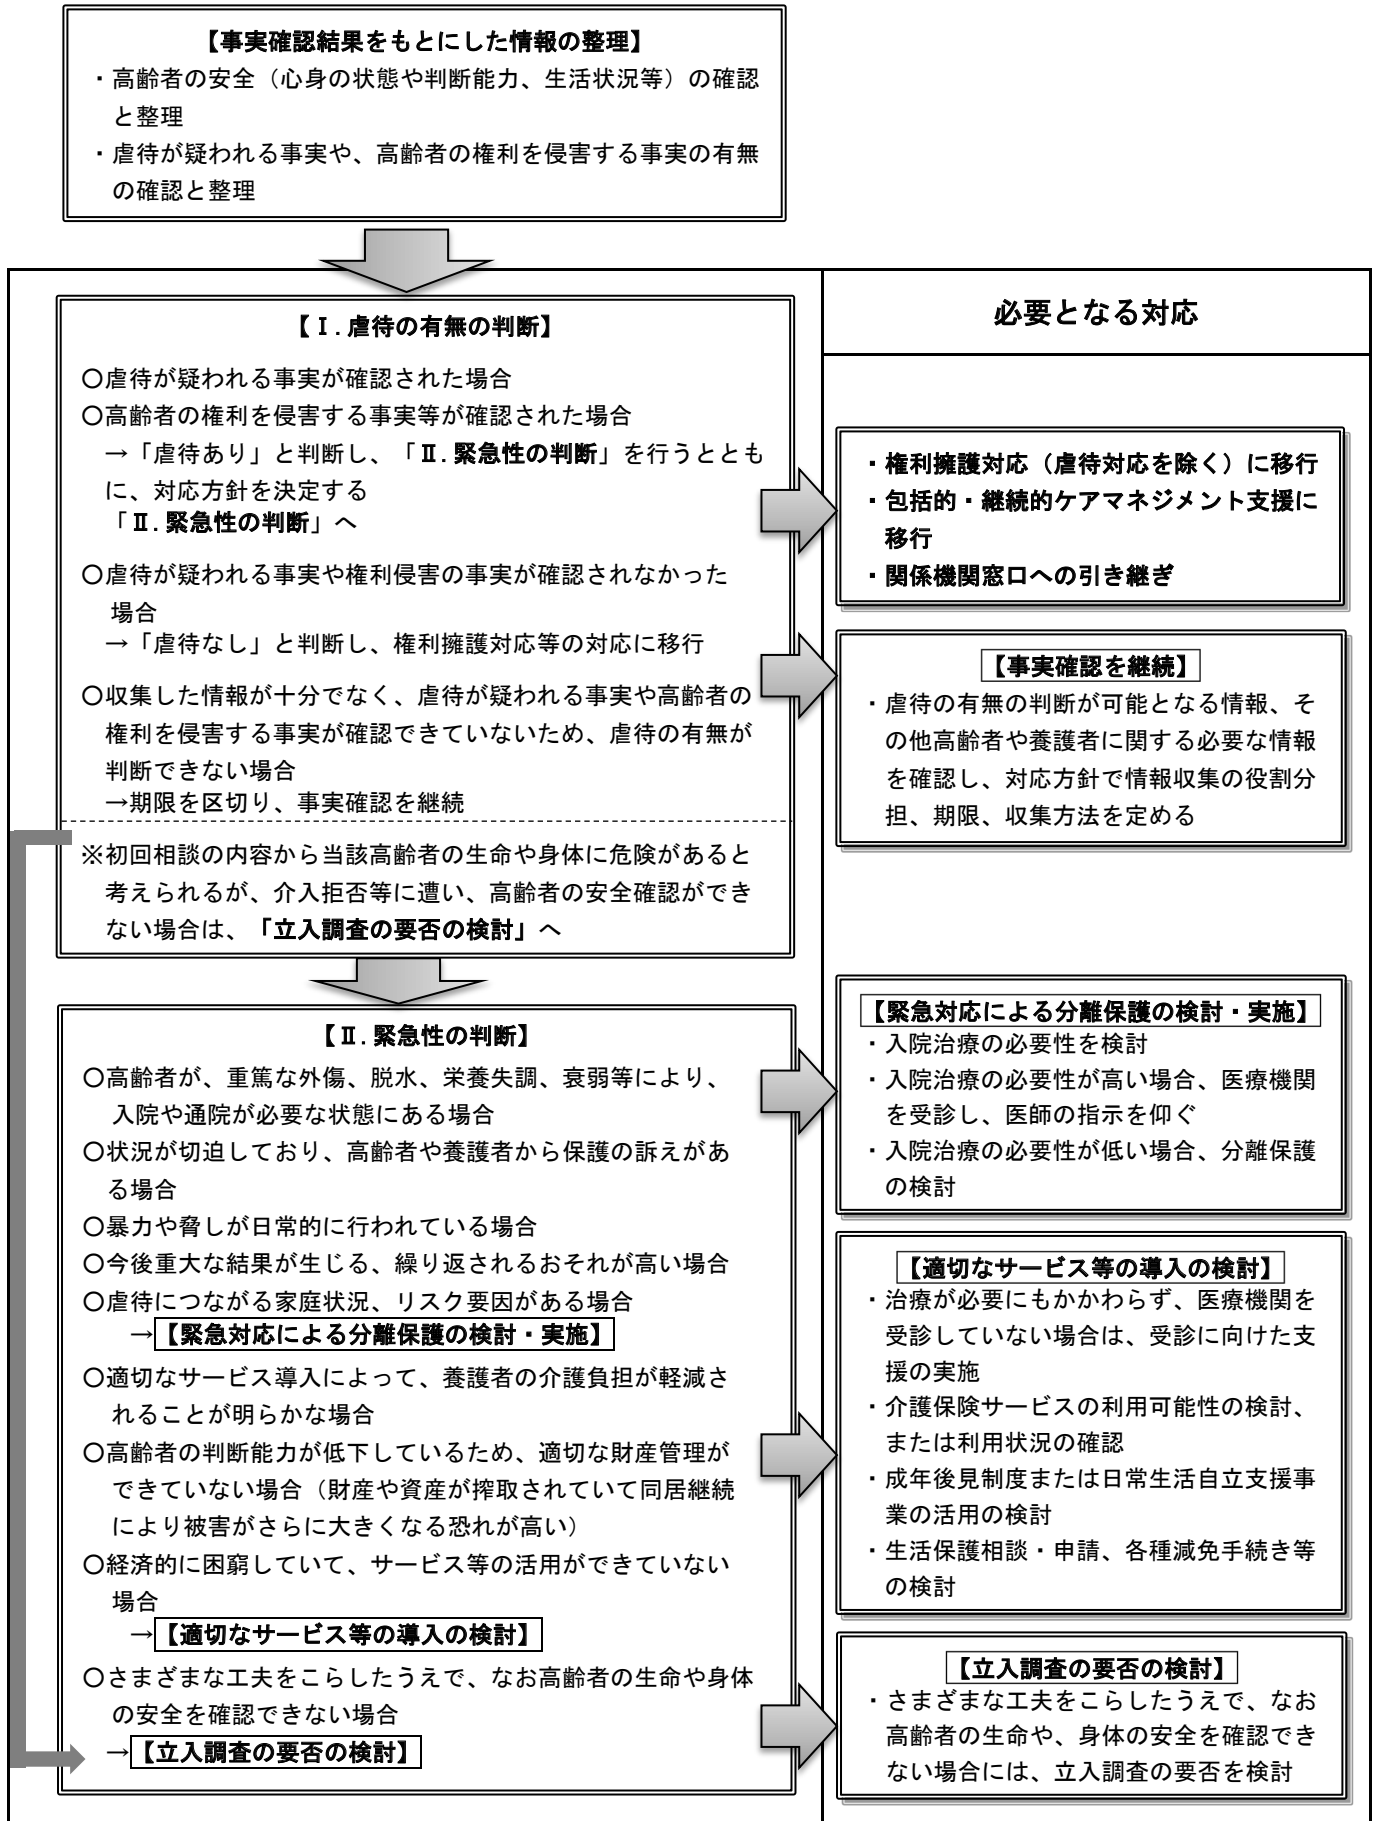 【事実確認結果をもとにした情報の整理】
・高齢者の安全（心身の状態や判断能力、生活状況等）の確認
と整理
・虐待が疑われる事実や、高齢者の権利を侵害する事実の有無
の確認と整理
【Ⅰ.虐待の有無の判断】
〇虐待が疑われる事実が確認された場合
〇高齢者の権利を侵害する事実等が確認された場合
→「虐待あり」と判断し、「Ⅱ.緊急性の判断」を行うととも
に、対応方針を決定する
「Ⅱ.緊急性の判断」へ
〇虐待が疑われる事実や権利侵害の事実が確認されなかった
場合
→「虐待なし」と判断し、権利擁護対応等の対応に移行
〇収集した情報が十分でなく、虐待が疑われる事実や高齢者の
権利を侵害する事実が確認できていないため、虐待の有無が
判断できない場合
→期限を区切り、事実確認を継続
※初回相談の内容から当該高齢者の生命や身体に危険があると
考えられるが、介入拒否等に遭い、高齢者の安全確認ができ
ない場合は、「立入調査の要否の検討」へ
【Ⅱ.緊急性の判断】
〇高齢者が、重篤な外傷、脱水、栄養失調、衰弱等により、
入院や通院が必要な状態にある場合
〇状況が切迫しており、高齢者や養護者から保護の訴えがあ
る場合
〇暴力や脅しが日常的に行われている場合
〇今後重大な結果が生じる、繰り返されるおそれが高い場合
〇虐待につながる家庭状況、リスク要因がある場合
→【緊急対応による分離保護の検討・実施】
〇適切なサービス導入によって、養護者の介護負担が軽減さ
れることが明らかな場合
〇高齢者の判断能力が低下しているため、適切な財産管理が
できていない場合（財産や資産が搾取されていて同居継続
により被害がさらに大きくなる恐れが高い）
〇経済的に困窮していて、サービス等の活用ができていない
場合
→【適切なサービス等の導入の検討】
〇さまざまな工夫をこらしたうえで、なお高齢者の生命や身体
の安全を確認できない場合
→【立入調査の要否の検討】
必要となる対応
・権利擁護対応（虐待対応を除く）に移行
・包括的・継続的ケアマネジメント支援に
移行
・関係機関窓口への引き継ぎ
【事実確認を継続】
・虐待の有無の判断が可能となる情報、そ
の他高齢者や養護者に関する必要な情報
を確認し、対応方針で情報収集の役割分
担、期限、収集方法を定める
【緊急対応による分離保護の検討・実施】
・入院治療の必要性を検討
・入院治療の必要性が高い場合、医療機関
を受診し、医師の指示を仰ぐ
・入院治療の必要性が低い場合、分離保護
の検討
【適切なサービス等の導入の検討】
・治療が必要にもかかわらず、医療機関を
受診していない場合は、受診に向けた支
援の実施
・介護保険サービスの利用可能性の検討、
または利用状況の確認
・成年後見制度または日常生活自立支援事
業の活用の検討
・生活保護相談・申請、各種減免手続き等
の検討
【立入調査の要否の検討】
・さまざまな工夫をこらしたうえで、なお
高齢者の生命や、身体の安全を確認でき
ない場合には、立入調査の要否を検討